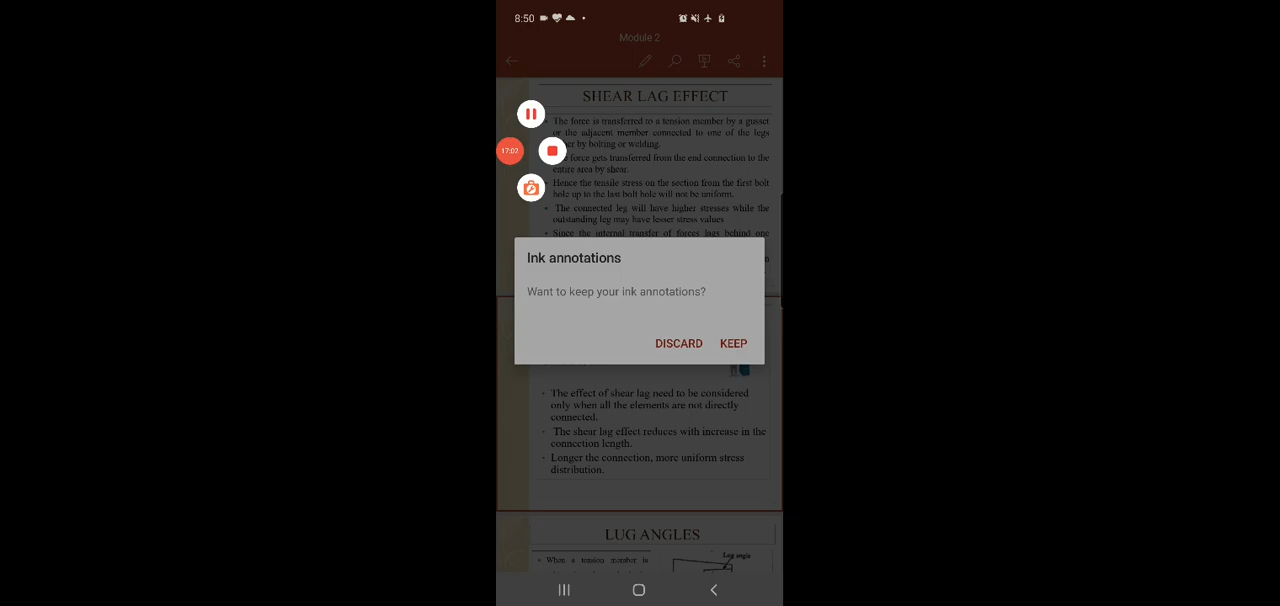 8:50
Module 2
SHEAR LAG EFFECT
• The force is transferred to a tension member by a gusset
or the adjacent member connected to one of the legs
er by bolting or welding.
17:02
e force gets transferred from the end connection to the
entire area by shear.
• Hence the tensile stress on the section from the first bolt
hole up to the last bolt hole will not be uniform.
• The connected leg will have higher stresses while the
outstanding leg may have lesser stress values
• Since the internal transfer of forces lags behind one
Ink annotations
Want to keep your ink annotations?
DISCARD KEEP
• The effect of shear lag need to be considered
only when all the elements are not directly
connected.
• The shear lag effect reduces with increase in the
connection length.
• Longer the connection, more uniform stress
distribution.
LUG ANGLES
• When a tension member is
Lug angle